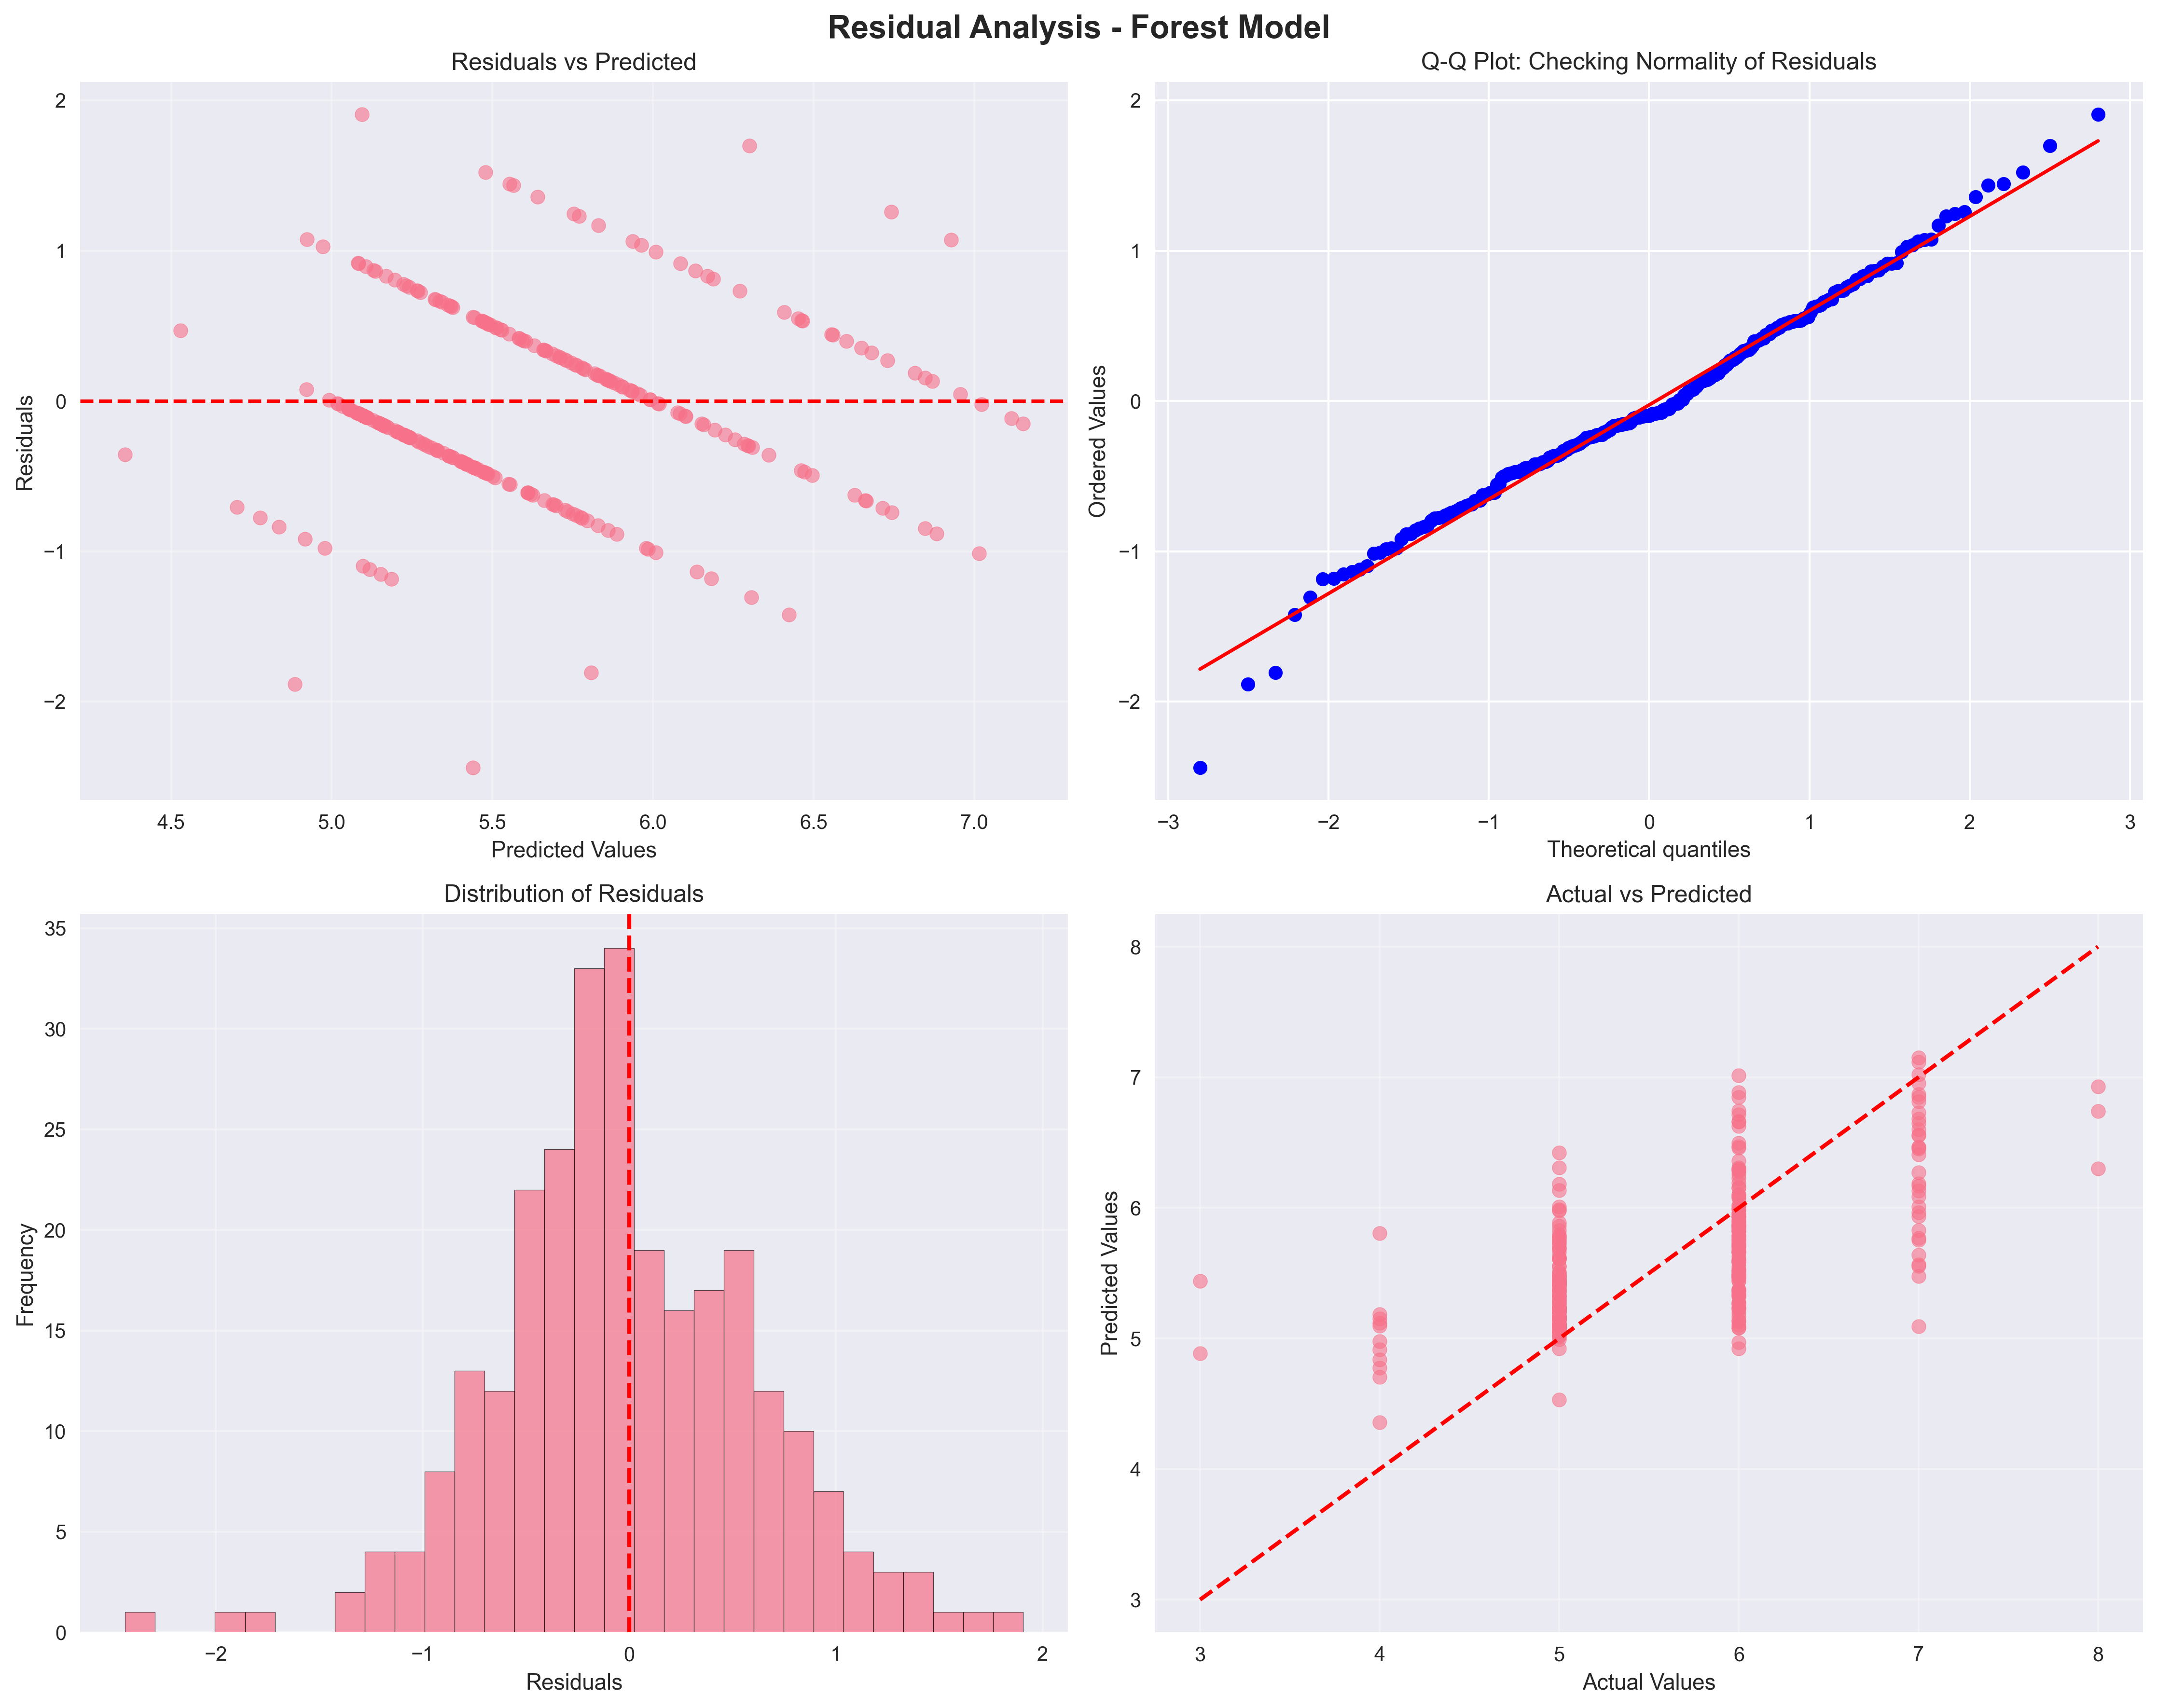 Residual Analysis - Forest Model
Residuals vs Predicted
2
1
0
−1
−2
Residuals
4.5 5.0 5.5 6.0 6.5 7.0
Predicted Values
Q-Q Plot: Checking Normality of Residuals
2
1
0
−1
−2
Ordered Values
−3 −2 −1 0 1 2 3
Theoretical quantiles
Distribution of Residuals
35
30
25
20
15
10
5
0
Frequency
−2 −1 0 1 2
Residuals
Actual vs Predicted
8
7
6
5
4
3
Predicted Values
3 4 5 6 7 8
Actual Values